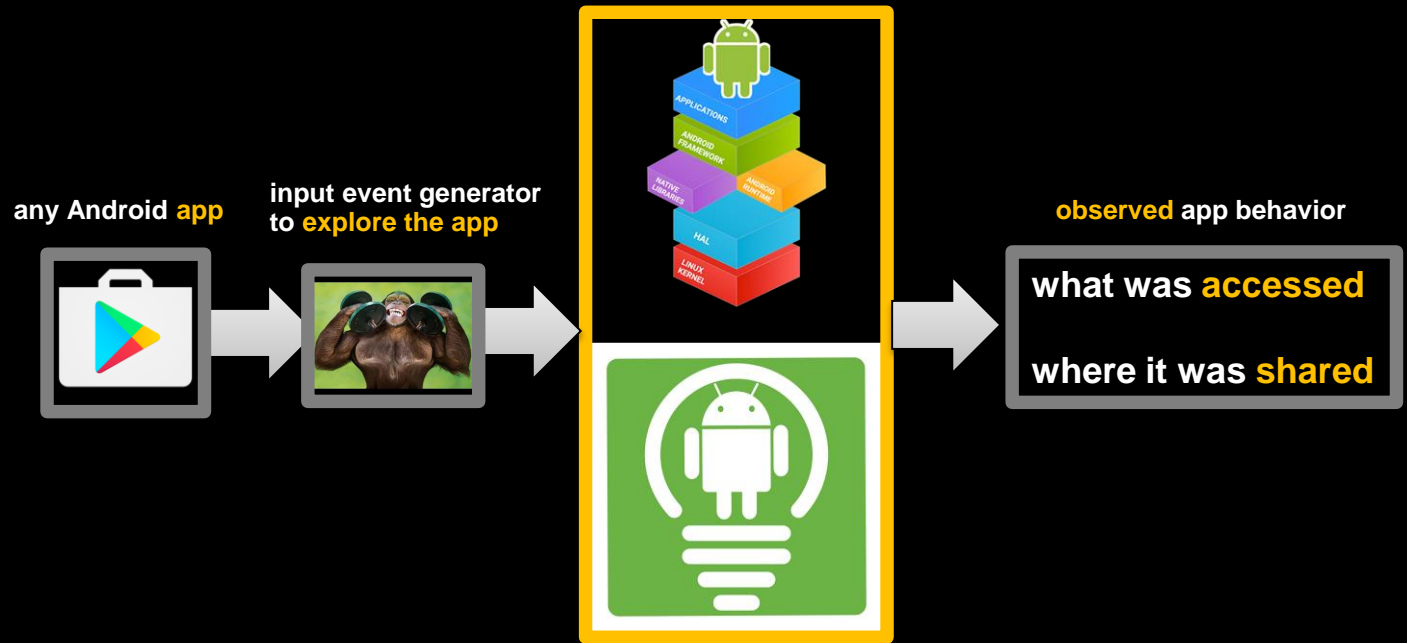 any Android app
input event generator
to explore the app
APPLICATIONS
ANDROID
FRAMEWORK
NATIVE
LIBRARIES
ANDROID
RUNTIME
HAL
LINUX
KERNEL
observed app behavior
what was accessed
where it was shared